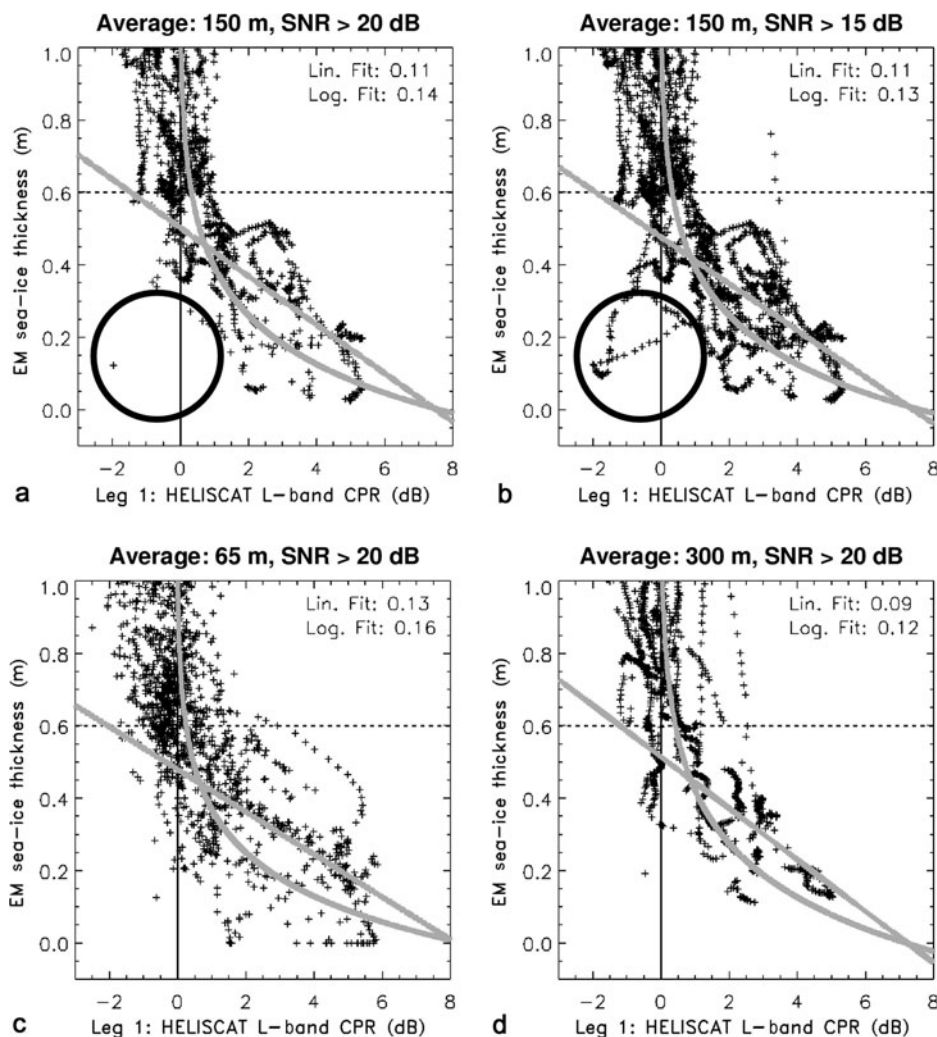 Average: 150 m, SNR > 20 dB
Lin. Fit: 0.11
Log. Fit: 0.14
EM sea-ice thickness (m)
1.0
0.8
0.6
0.4
0.2
0.0
-2 0 2 4 6 8
a Leg 1: HELISCAT L-band CPR (dB)
Average: 150 m, SNR > 15 dB
Lin. Fit: 0.11
Log. Fit: 0.13
EM sea-ice thickness (m)
1.0
0.8
0.6
0.4
0.2
0.0
-2 0 2 4 6 8
b Leg 1: HELISCAT L-band CPR (dB)
Average: 65 m, SNR > 20 dB
Lin. Fit: 0.13
Log. Fit: 0.16
EM sea-ice thickness (m)
1.0
0.8
0.6
0.4
0.2
0.0
-2 0 2 4 6 8
c Leg 1: HELISCAT L-band CPR (dB)
Average: 300 m, SNR > 20 dB
Lin. Fit: 0.09
Log. Fit: 0.12
EM sea-ice thickness (m)
1.0
0.8
0.6
0.4
0.2
0.0
-2 0 2 4 6 8
d Leg 1: HELISCAT L-band CPR (dB)